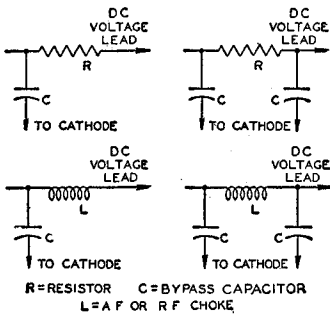 DC
VOLTAGE
LEAD
R
C
TO CATHODE
DC
VOLTAGE
LEAD
R
C
C
TO CATHODE
DC
VOLTAGE
LEAD
L
C
TO CATHODE
DC
VOLTAGE
LEAD
L
C
C
TO CATHODE
R=RESISTOR C=BYPASS CAPACITOR
L=AF OR RF CHOKE